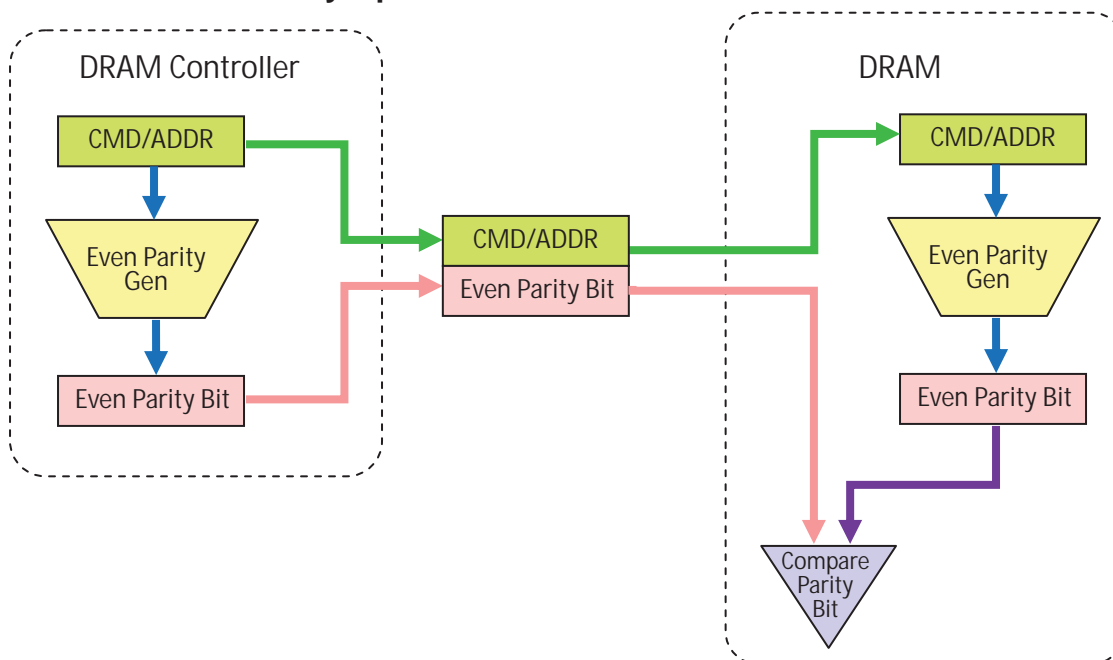 DRAM Controller
CMD/ADDR
Even Parity
Gen
Even Parity Bit
CMD/ADDR
Even Parity Bit
DRAM
CMD/ADDR
Even Parity
Gen
Even Parity Bit
Compare
Parity
Bit